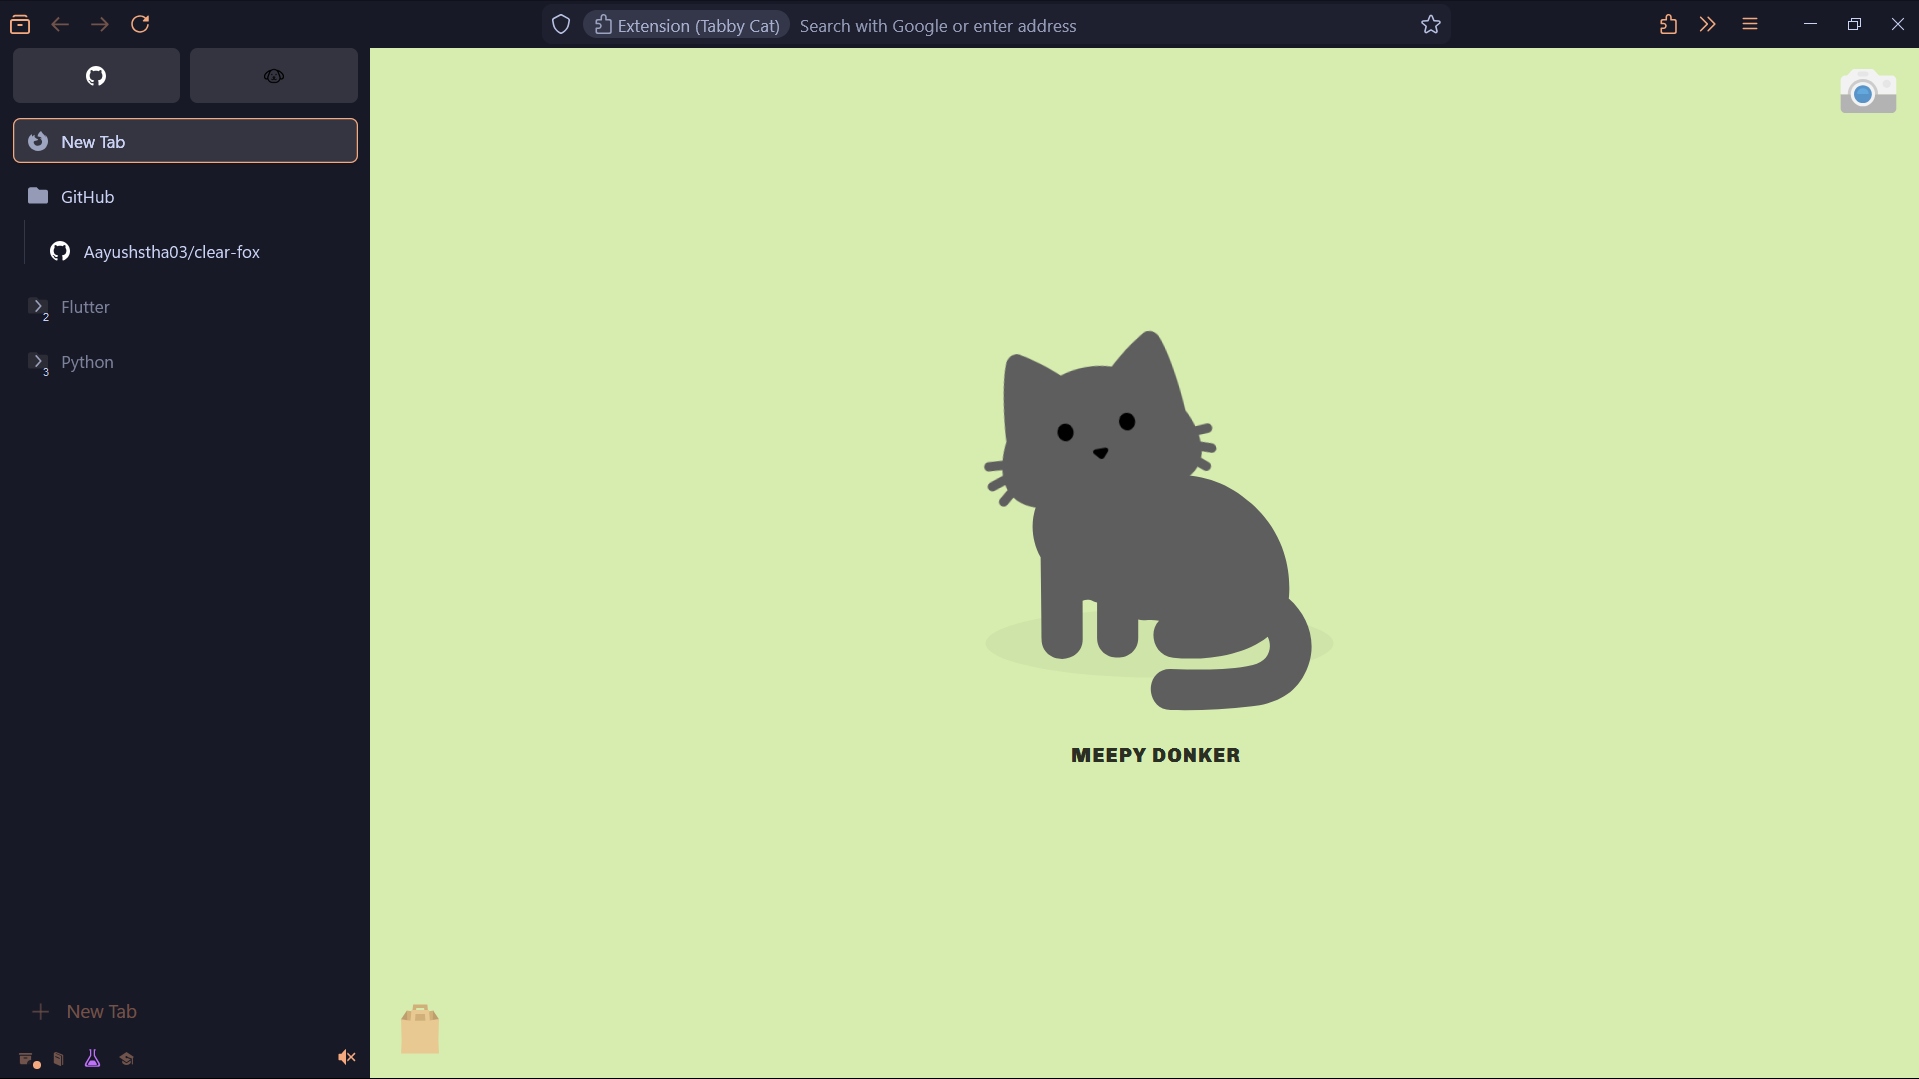 Extension (Tabby Cat) Search with Google or enter address
New Tab
GitHub
Aayushstha03/clear-fox
2 Flutter
3 Python
MEEPY DONKER
New Tab